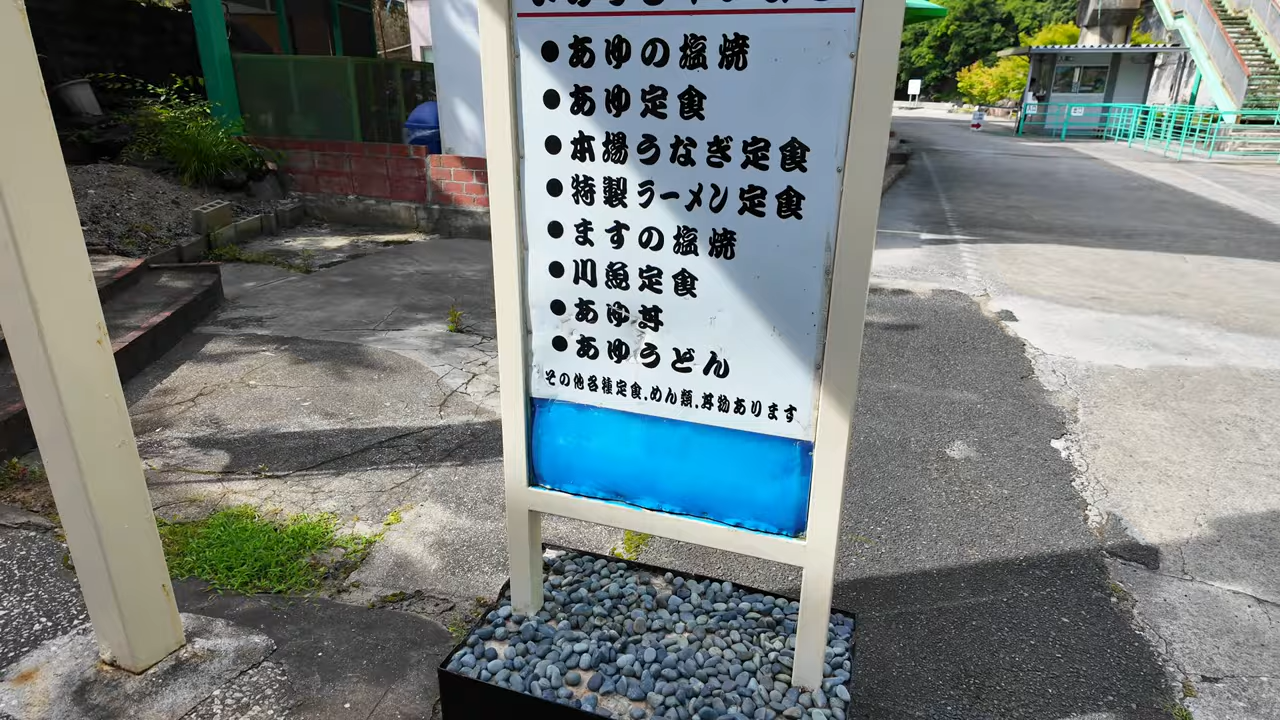 ●あゆの塩焼
●あゆ定食
●本場うなぎ定食
●特製ラーメン定食
●ますの塩焼
●川魚定食
●あゆ丼
●あゆうどん
その他各種定食、めん類、丼物あります